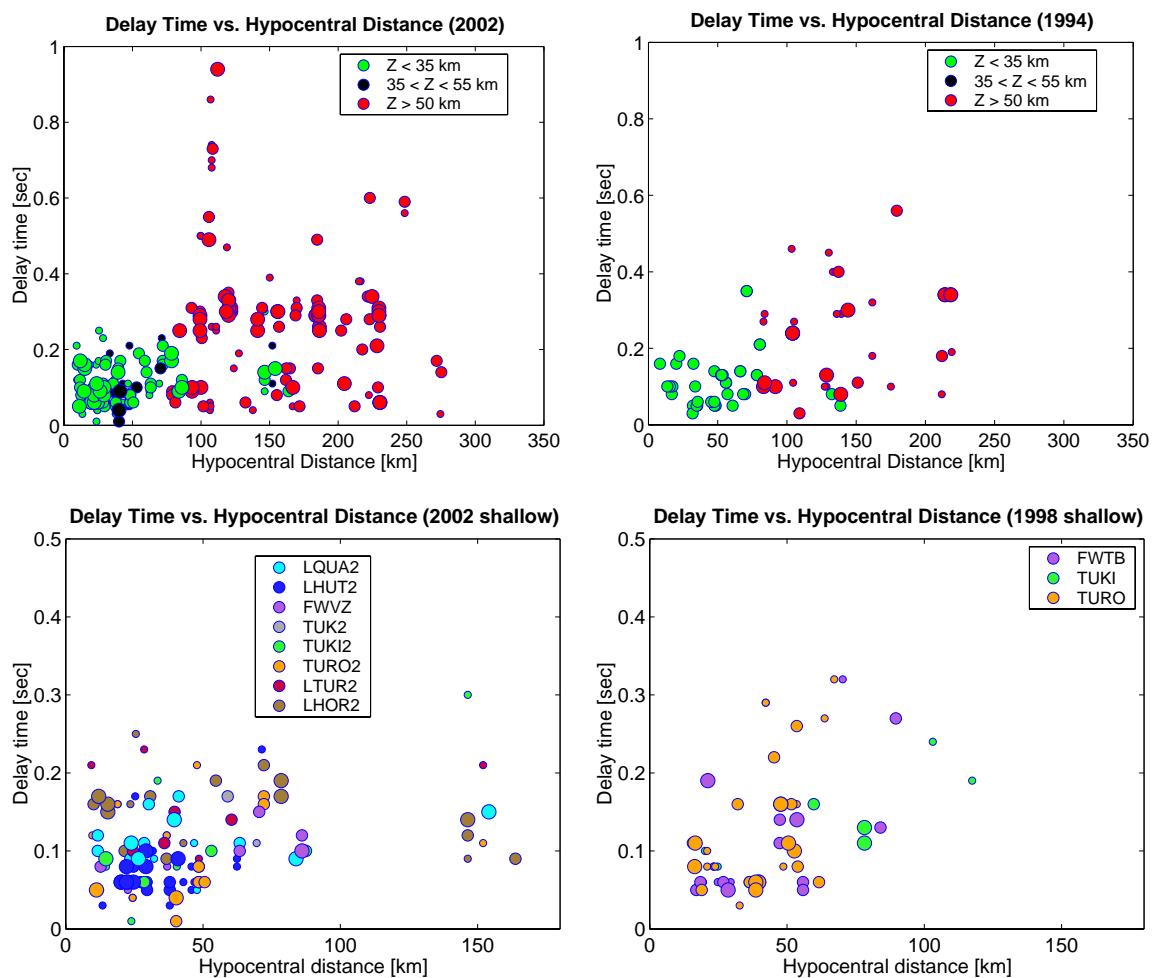 Delay Time vs. Hypocentral Distance (2002)
1
0.8
0.6
0.4
0.2
0
0 50 100 150 200 250 300 350
Delay time [sec]
Hypocentral Distance [km]
Z < 35 km
35 < Z < 55 km
Z > 50 km
Delay Time vs. Hypocentral Distance (1994)
1
0.8
0.6
0.4
0.2
0
0 50 100 150 200 250 300 350
Delay time [sec]
Hypocentral Distance [km]
Z < 35 km
35 < Z < 55 km
Z > 50 km
Delay Time vs. Hypocentral Distance (2002 shallow)
0.5
0.4
0.3
0.2
0.1
0
0 50 100 150
Delay time [sec]
Hypocentral distance [km]
LQUA2
LHUT2
FWVZ
TUK2
TUKI2
TURO2
LTUR2
LHOR2
Delay Time vs. Hypocentral Distance (1998 shallow)
0.5
0.4
0.3
0.2
0.1
0
0 50 100 150
Delay time [sec]
Hypocentral distance [km]
FWTB
TUKI
TURO